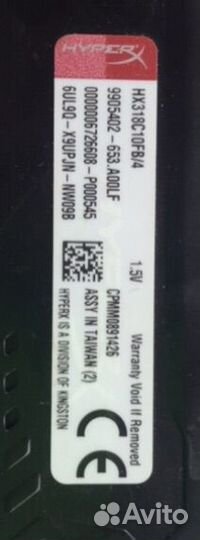 HYPERX
HX318C10FB/4 1.5V Warranty Void If Removed
9905402-653.A00LF CPMM0891426
0000006726608-P000545 ASSY IN TAIWAN (2)
6UL9Q-X9UPJN-NW09B HYPERX IS A DIVISION OF KINGSTON
CE
Avito